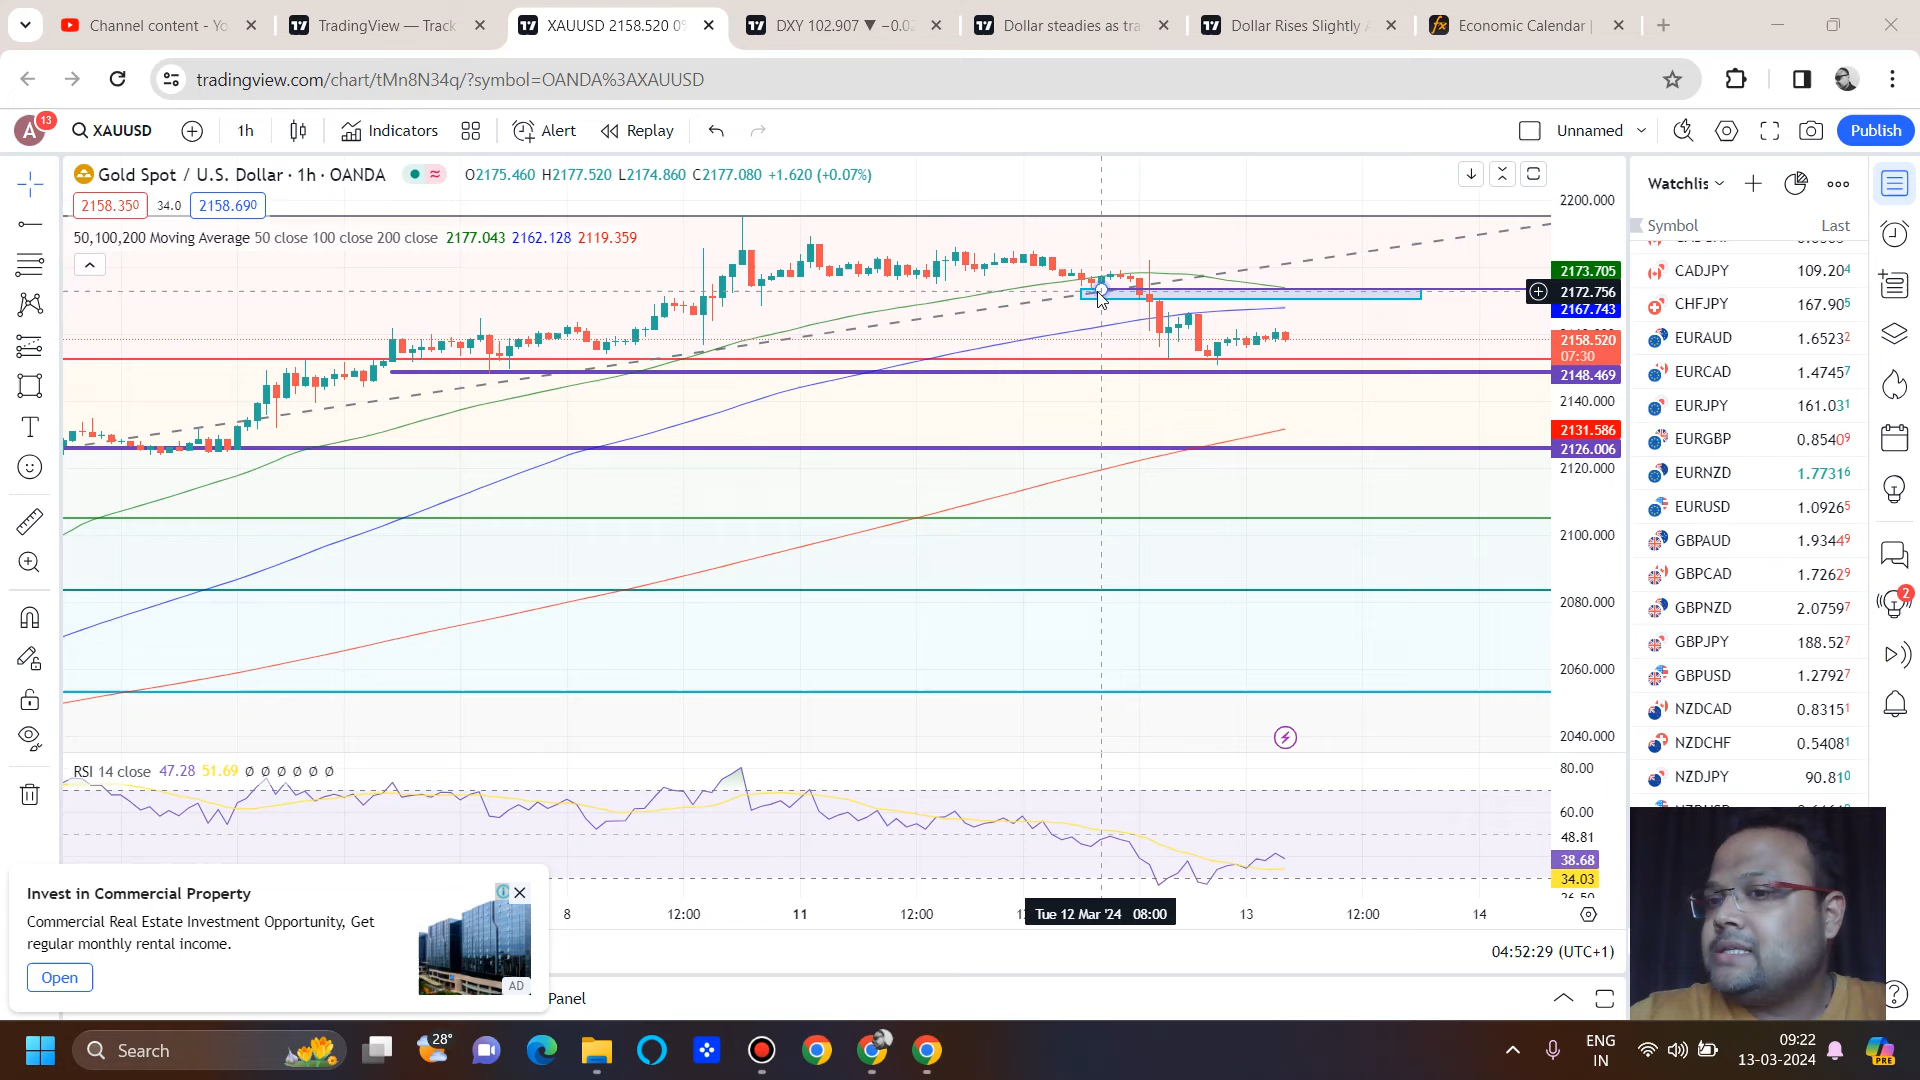 Channel content - Yo
TradingView — Track
XAUUSD 2158.520 0%
DXY 102.907 ▼ −0.02
Dollar steadies as tra
Dollar Rises Slightly
Economic Calendar |
tradingview.com/chart/tMn8N34q/?symbol=OANDA%3AXAUUSD
A 13
XAUUSD
1h
Indicators
Alert
Replay
Unnamed
Publish
Gold Spot / U.S. Dollar · 1h · OANDA
O2175.460 H2177.520 L2174.860 C2177.080 +1.620 (+0.07%)
2158.350 34.0 2158.690
50,100,200 Moving Average 50 close 100 close 200 close 2177.043 2162.128 2119.359
2200.000
2173.705
2172.756
2167.743
2158.520
07:30
2148.469
2140.000
2131.586
2126.006
2120.000
2100.000
2080.000
2060.000
2040.000
RSI 14 close 47.28 51.69 Ø Ø Ø Ø Ø Ø
80.00
60.00
48.81
38.68
34.03
8
12:00
11
12:00
Tue 12 Mar '24 08:00
13
12:00
14
04:52:29 (UTC+1)
Panel
Watchlis
Symbol Last
CADJPY 109.204
CHFJPY 167.905
EURAUD 1.65232
EURCAD 1.47457
EURJPY 161.031
EURGBP 0.85409
EURNZD 1.77316
EURUSD 1.09265
GBPAUD 1.93449
GBPCAD 1.72629
GBPNZD 2.07597
GBPJPY 188.527
GBPUSD 1.27927
NZDCAD 0.83151
NZDCHF 0.54081
NZDJPY 90.810
2
Invest in Commercial Property
Commercial Real Estate Investment Opportunity, Get
regular monthly rental income.
Open
AD
Search
28°
ENG
IN
09:22
13-03-2024
PRE